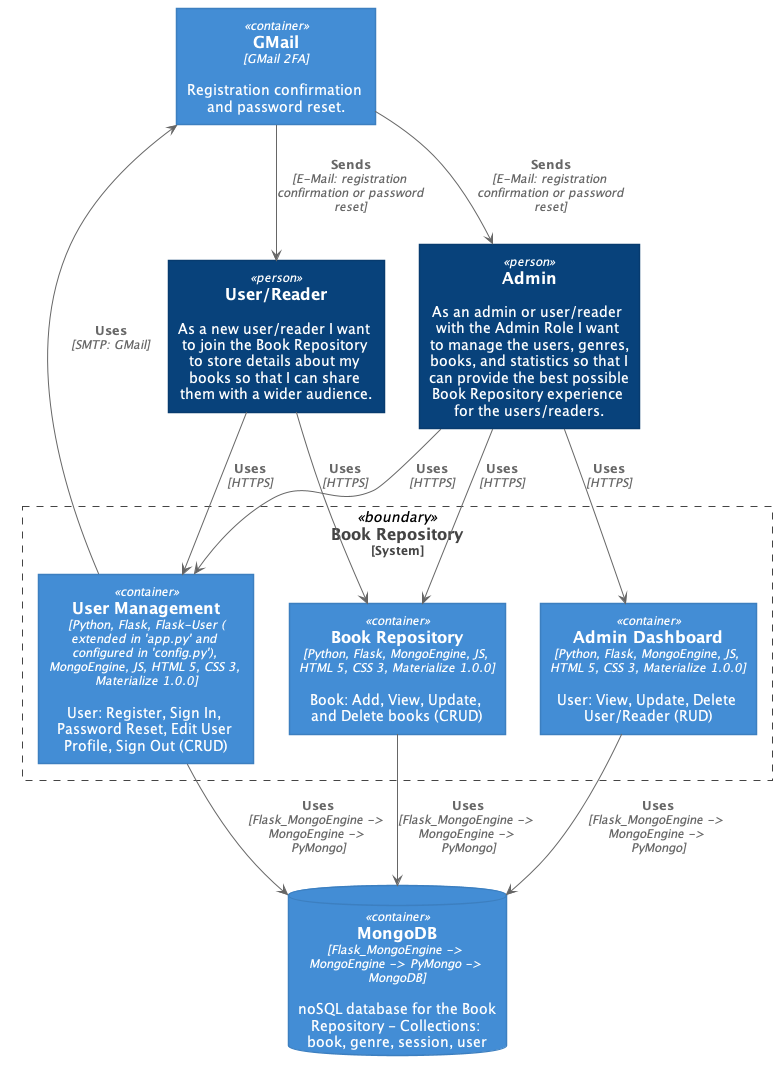 «container»
GMail
[GMail 2FA]
Registration confirmation
and password reset.
Sends
[E-Mail: registration
confirmation or password
reset]
Sends
[E-Mail: registration
confirmation or password
reset]
«person»
User/Reader
As a new user/reader I want
to join the Book Repository
to store details about my
books so that I can share
them with a wider audience.
«person»
Admin
As an admin or user/reader
with the Admin Role I want
to manage the users, genres,
books, and statistics so that I
can provide the best possible
Book Repository experience
for the users/readers.
Uses
[SMTP: GMail]
Uses
[HTTPS]
Uses
[HTTPS]
Uses
[HTTPS]
Uses
[HTTPS]
Uses
[HTTPS]
«boundary»
Book Repository
[System]
«container»
User Management
[Python, Flask, Flask-User (
extended in 'app.py' and
configured in 'config.py'),
MongoEngine, JS, HTML 5, CSS 3,
Materialize 1.0.0]
User: Register, Sign In,
Password Reset, Edit User
Profile, Sign Out (CRUD)
«container»
Book Repository
[Python, Flask, MongoEngine, JS,
HTML 5, CSS 3, Materialize 1.0.0]
Book: Add, View, Update,
and Delete books (CRUD)
«container»
Admin Dashboard
[Python, Flask, MongoEngine, JS,
HTML 5, CSS 3, Materialize 1.0.0]
User: View, Update, Delete
User/Reader (RUD)
Uses
[Flask_MongoEngine ->
MongoEngine ->
PyMongo]
Uses
[Flask_MongoEngine ->
MongoEngine ->
PyMongo]
Uses
[Flask_MongoEngine ->
MongoEngine ->
PyMongo]
«container»
MongoDB
[Flask_MongoEngine ->
MongoEngine -> PyMongo ->
MongoDB]
noSQL database for the Book
Repository - Collections:
book, genre, session, user